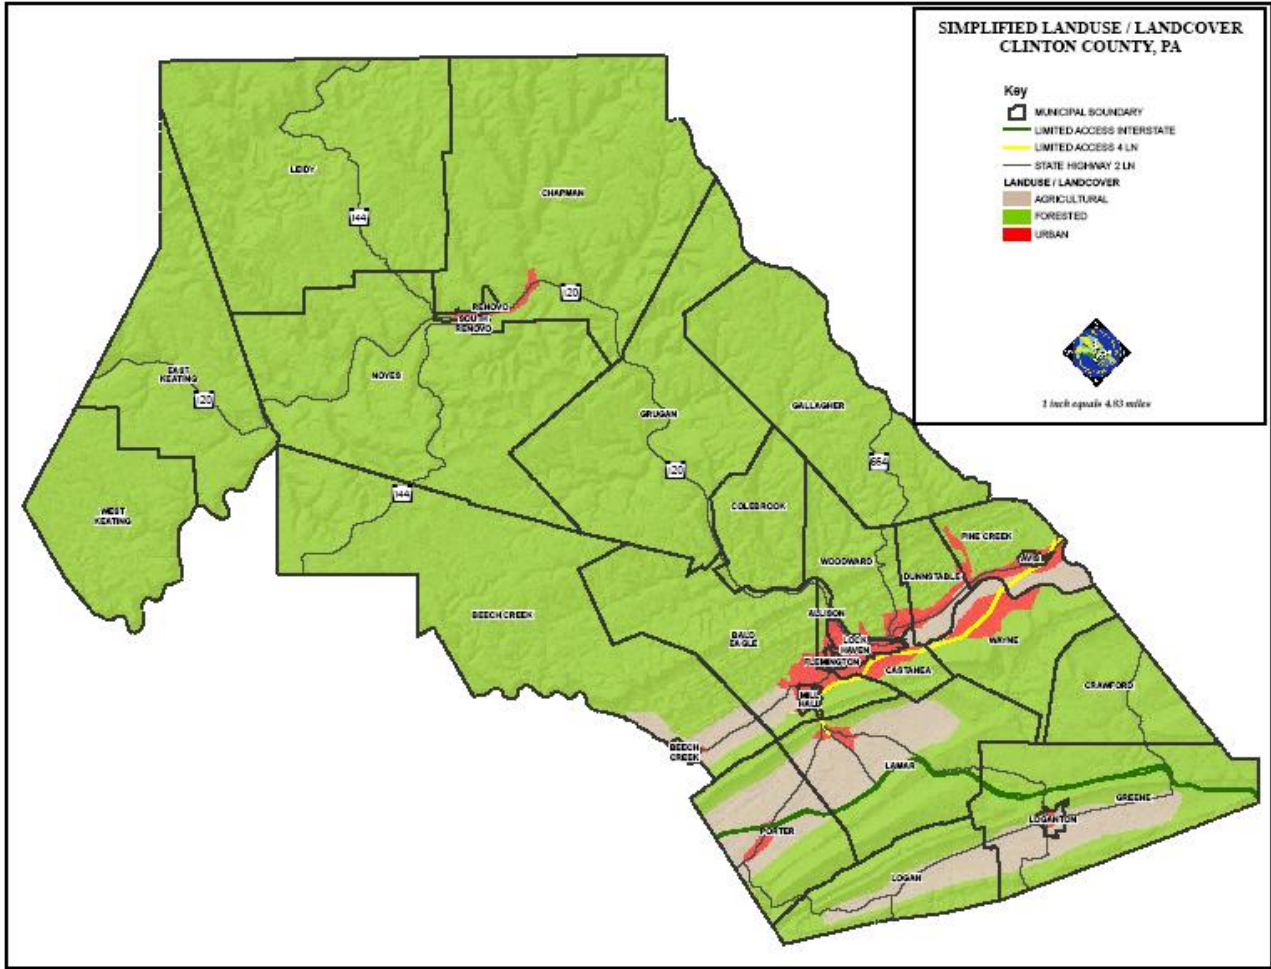 SIMPLIFIED LANDUSE / LANDCOVER
CLINTON COUNTY, PA
Key
MUNICIPAL BOUNDARY
LIMITED ACCESS INTERSTATE
LIMITED ACCESS 4 LN
STATE HIGHWAY 2 LN
LANDUSE / LANDCOVER
AGRICULTURAL
FORESTED
URBAN
1 inch equals 4.83 miles
LEIDY
CHAPMAN
144
120
RENOVO
SOUTH
RENOVO
EAST
KEATING
NOYES
120
GRUGAN
GALLAGHER
120
664
144
WEST
KEATING
COLEBROOK
PINE CREEK
AVIS
WOODWARD
DUNNSTABLE
BEECH CREEK
ALLISON
BALD
EAGLE
LOCK
HAVEN
WAYNE
FLEMINGTON
CASTANEA
CRAWFORD
MILL
HALL
BEECH
CREEK
LAMAR
GREENE
LOGANTON
PORTER
LOGAN